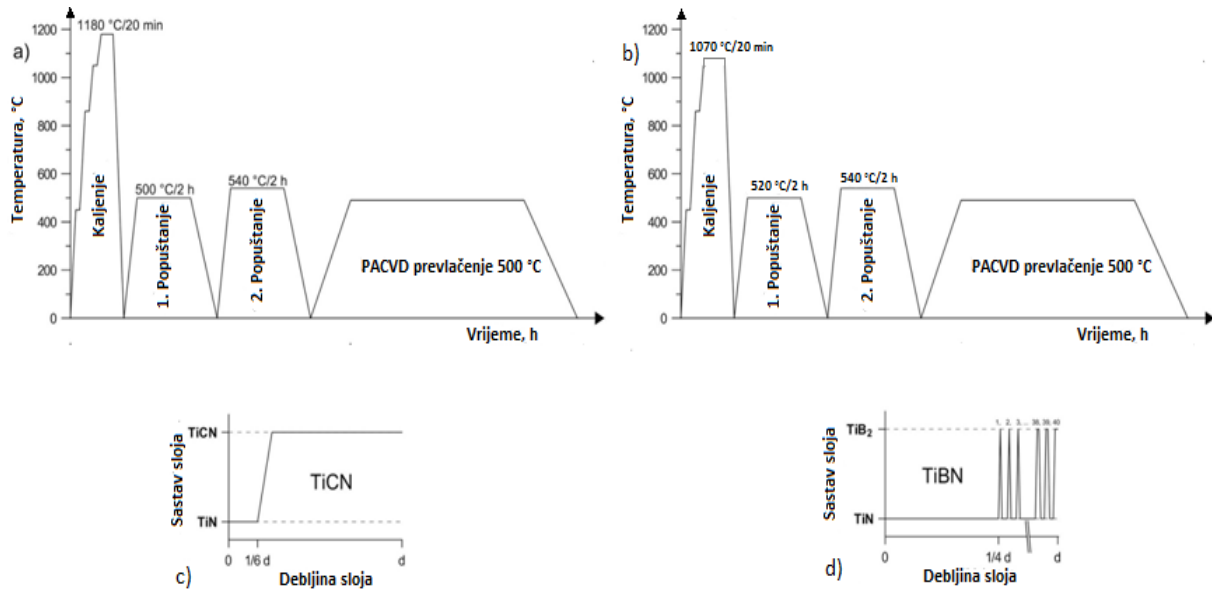 a)
1180 °C/20 min
1200
1000
800
600
400
200
0
Temperatura, °C
Kaljenje
500 °C/2 h
1. Popuštanje
540 °C/2 h
2. Popuštanje
PACVD prevlačenje 500 °C
Vrijeme, h
b)
1070 °C/20 min
1200
1000
800
600
400
200
0
Temperatura, °C
Kaljenje
520 °C/2 h
1. Popuštanje
540 °C/2 h
2. Popuštanje
PACVD prevlačenje 500 °C
Vrijeme, h
c)
Sastav sloja
TiCN
TiN
TiCN
0
1/6 d
d
Debljina sloja
d)
Sastav sloja
TiB₂
TiN
TiBN
1. 2. 3. ... 38. 39. 40
0
1/4 d
d
Debljina sloja